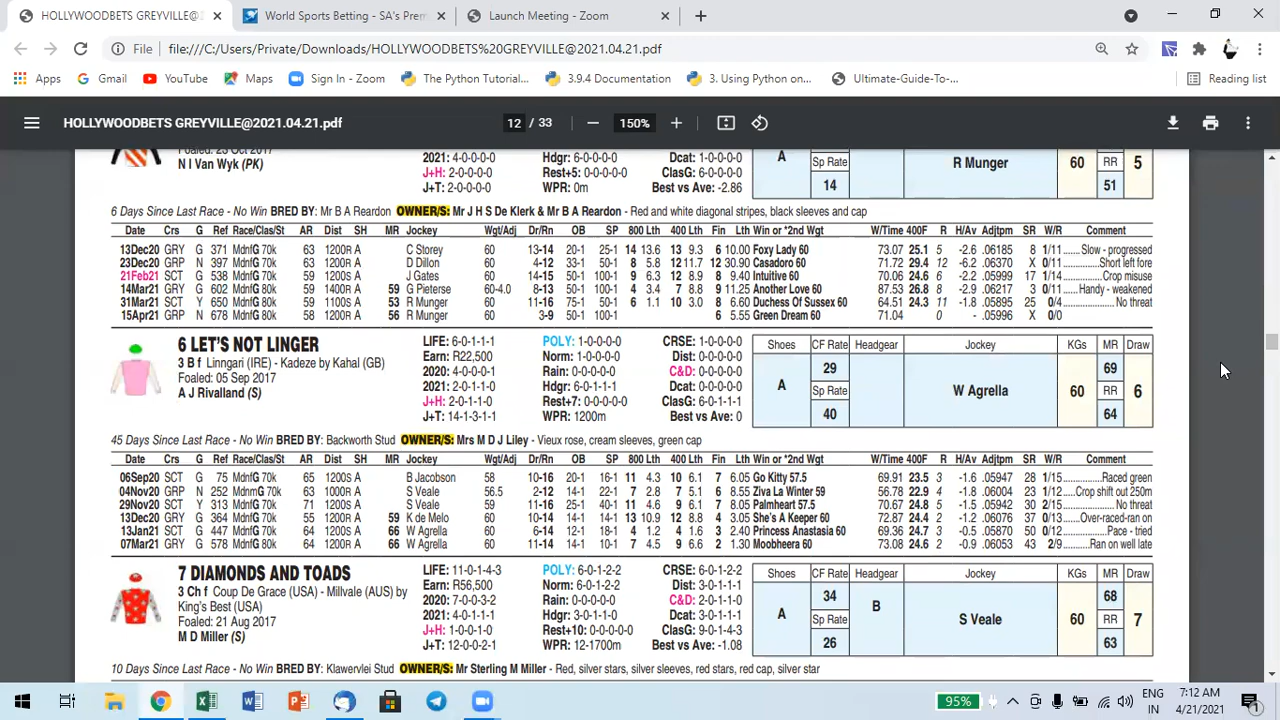 HOLLYWOODBETS GREYVILLE@2021
World Sports Betting - SA's Prem
Launch Meeting - Zoom
File file:///C:/Users/Private/Downloads/HOLLYWOODBETS%20GREYVILLE@2021.04.21.pdf
Apps Gmail YouTube Maps Sign In - Zoom The Python Tutorial... 3.9.4 Documentation 3. Using Python on... Ultimate-Guide-To-... Reading list
HOLLYWOODBETS GREYVILLE@2021.04.21.pdf 12 / 33 150%
Foaled: 23 Oct 2017
N I Van Wyk (PK)
2021: 4-0-0-0-0 Hdgr: 6-0-0-0-0 Dcat: 1-0-0-0-0
J+H: 2-0-0-0-0 Rest+5: 0-0-0-0-0 ClasG: 6-0-0-0-0
J+T: 2-0-0-0-0 WPR: 0m Best vs Ave: -2.86
A Sp Rate 14 R Munger 60 RR 51 5
6 Days Since Last Race - No Win BRED BY: Mr B A Reardon OWNER/S: Mr J H S De Klerk & Mr B A Reardon - Red and white diagonal stripes, black sleeves and cap
Date Crs G Ref Race/Clas/St AR Dist SH MR Jockey Wgt/Adj Dr/Rn OB SP 800 Lth 400 Lth Fin Lth Win or *2nd Wgt W/Time 400F R H/Av Adjtpm SR W/R Comment
13Dec20 GRY G 371 MdnfG 70k 63 1200R A C Storey 60 13-14 20-1 25-1 14 13.6 13 9.3 6 10.00 Foxy Lady 60 73.07 25.1 5 -2.6 .06185 8 1/11 ......Slow - progressed
23Dec20 GRY N 397 MdnfG 70k 63 1200R A D Dillon 60 4-12 33-1 50-1 8 5.8 12 11.7 12 30.90 Casadoro 60 71.72 29.4 12 -6.2 .06376 X 0/11 .............Short left fore
21Feb21 SCT G 538 MdnfG 70k 59 1200S A J Gates 60 14-15 50-1 100-1 9 6.3 12 8.9 8 9.40 Intuitive 60 70.06 24.6 6 -2.2 .05999 17 1/14 ..............Crop misuse
14Mar21 GRY G 602 MdnfG 80k 59 1400R A 59 G Pieterse 60-4.0 8-13 50-1 100-1 4 3.4 7 8.8 9 11.25 Another Love 60 87.53 26.8 11 -2.9 .06217 3 0/11 ......Handy - weakened
31Mar21 SCT Y 650 MdnfG 80k 59 1100S A 53 R Munger 60 11-16 75-1 50-1 6 1.1 10 3.0 8 6.60 Duchess Of Sussex 60 64.51 24.3 11 -1.8 .05895 25 0/4 ....................No threat
15Apr21 GRP N 678 MdnfG 80k 58 1200R A 56 R Munger 60 3-9 50-1 100-1 6 5.55 Green Dream 60 71.04 0 - .05996 X 0/0
6 LET'S NOT LINGER
3 B f Linngari (IRE) - Kadeze by Kahal (GB)
Foaled: 05 Sep 2017
A J Rivalland (S)
LIFE: 6-0-1-1-1 POLY: 1-0-0-0-0 CRSE: 1-0-0-0-0
Earn: R22,500 Norm: 1-0-0-0-0 Dist: 0-0-0-0-0
2020: 4-0-0-0-1 Rain: 0-0-0-0-0 C&D: 0-0-0-0-0
2021: 2-0-1-1-0 Hdgr: 6-0-1-1-1 Dcat: 0-0-0-0-0
J+H: 2-0-1-1-0 Rest+7: 0-0-0-0-0 ClasG: 6-0-1-1-1
J+T: 14-1-3-1-1 WPR: 1200m Best vs Ave: 0
Shoes CF Rate Headgear Jockey KGs MR Draw
A 29 Sp Rate 40 W Agrella 60 69 RR 64 6
45 Days Since Last Race - No Win BRED BY: Backworth Stud OWNER/S: Mrs M D J Liley - Vieux rose, cream sleeves, green cap
Date Crs G Ref Race/Clas/St AR Dist SH MR Jockey Wgt/Adj Dr/Rn OB SP 800 Lth 400 Lth Fin Lth Win or *2nd Wgt W/Time 400F R H/Av Adjtpm SR W/R Comment
06Sep20 SCT G 75 MdnfG 70k 65 1200S A B Jacobson 58 10-16 16-1 16-1 11 4.3 10 6.1 7 6.05 Go Kitty 57.5 69.91 23.5 3 -1.6 .05947 28 1/15 .............Raced green
04Nov20 GRP N 252 MdnmG 70k 63 1000R A S Veale 56.5 2-12 14-1 22-1 7 2.8 7 5.1 6 8.55 Ziva La Winter 59 56.78 22.9 4 -1.8 .06004 23 1/12 .....Crop shift out 250m
29Nov20 SCT Y 313 MdnfG 70k 71 1200S A S Veale 59 11-16 25-1 40-1 11 4.6 11 4.6 7 4.50 Palmheart 57.5 70.67 24.8 5 -1.5 .05942 30 2/15 ..................No threat
13Dec20 GRY G 364 MdnfG 70k 55 1200R A 59 K de Melo 60 10-14 14-1 14-1 13 10.9 12 8.8 4 3.05 She's A Keeper 60 72.87 24.4 2 -1.2 .06076 37 0/13 ....Over-raced-ran on
13Jan21 SCT G 447 MdnfG 70k 64 1200S A 66 W Agrella 60 6-14 12-1 18-1 4 1.2 4 1.6 3 2.40 Princess Anastasia 60 70.06 24.7 3 -0.5 .05870 50 0/12 ..............Pace - tried
07Mar21 GRY G 578 MdnfG 80k 64 1200R A 66 W Agrella 60 11-14 14-1 10-1 7 4.5 9 6.6 2 1.30 Moobheera 60 73.08 24.6 2 -0.9 .06053 43 2/9 ........Ran on well late
7 DIAMONDS AND TOADS
3 Ch f Coup De Grace (USA) - Millvale (AUS) by
King's Best (USA)
Foaled: 21 Aug 2017
M D Miller (S)
LIFE: 11-0-1-4-3 POLY: 6-0-1-2-2 CRSE: 6-0-1-2-2
Earn: R56,500 Norm: 6-0-1-2-2 Dist: 3-0-1-1-1
2020: 7-0-0-3-2 Rain: 0-0-0-0-0 C&D: 2-0-1-1-0
2021: 4-0-1-1-1 Hdgr: 3-0-1-1-0 Dcat: 3-0-1-1-1
J+H: 1-0-0-1-0 Rest+10: 0-0-0-0-0 ClasG: 9-0-1-4-3
J+T: 12-0-0-2-1 WPR: 12-1700m Best vs Ave: -1.08
Shoes CF Rate Headgear Jockey KGs MR Draw
A 34 Sp Rate 26 B S Veale 60 68 RR 63 7
10 Days Since Last Race - No Win BRED BY: Klawervlei Stud OWNER/S: Mr Sterling M Miller - Red, silver stars, silver sleeves, red stars, red cap, silver star
95% ENG IN 7:12 AM 4/21/2021